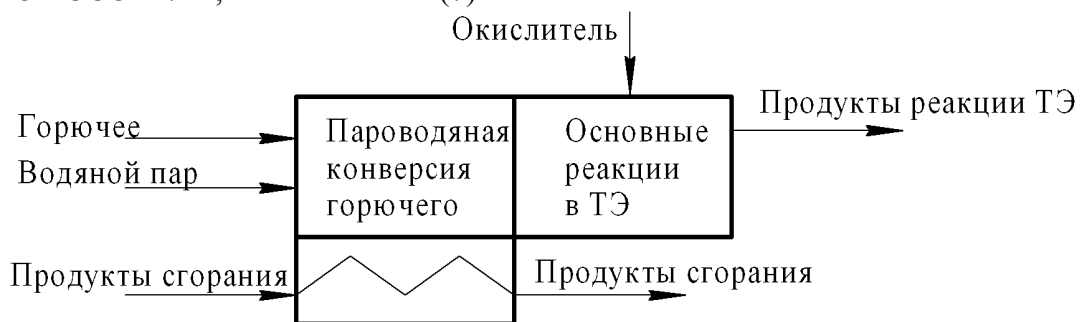 Окислитель
Продукты реакции ТЭ
Горючее
Водяной пар
Пароводяная
конверсия
горючего
Основные
реакции
в ТЭ
Продукты сгорания
Продукты сгорания